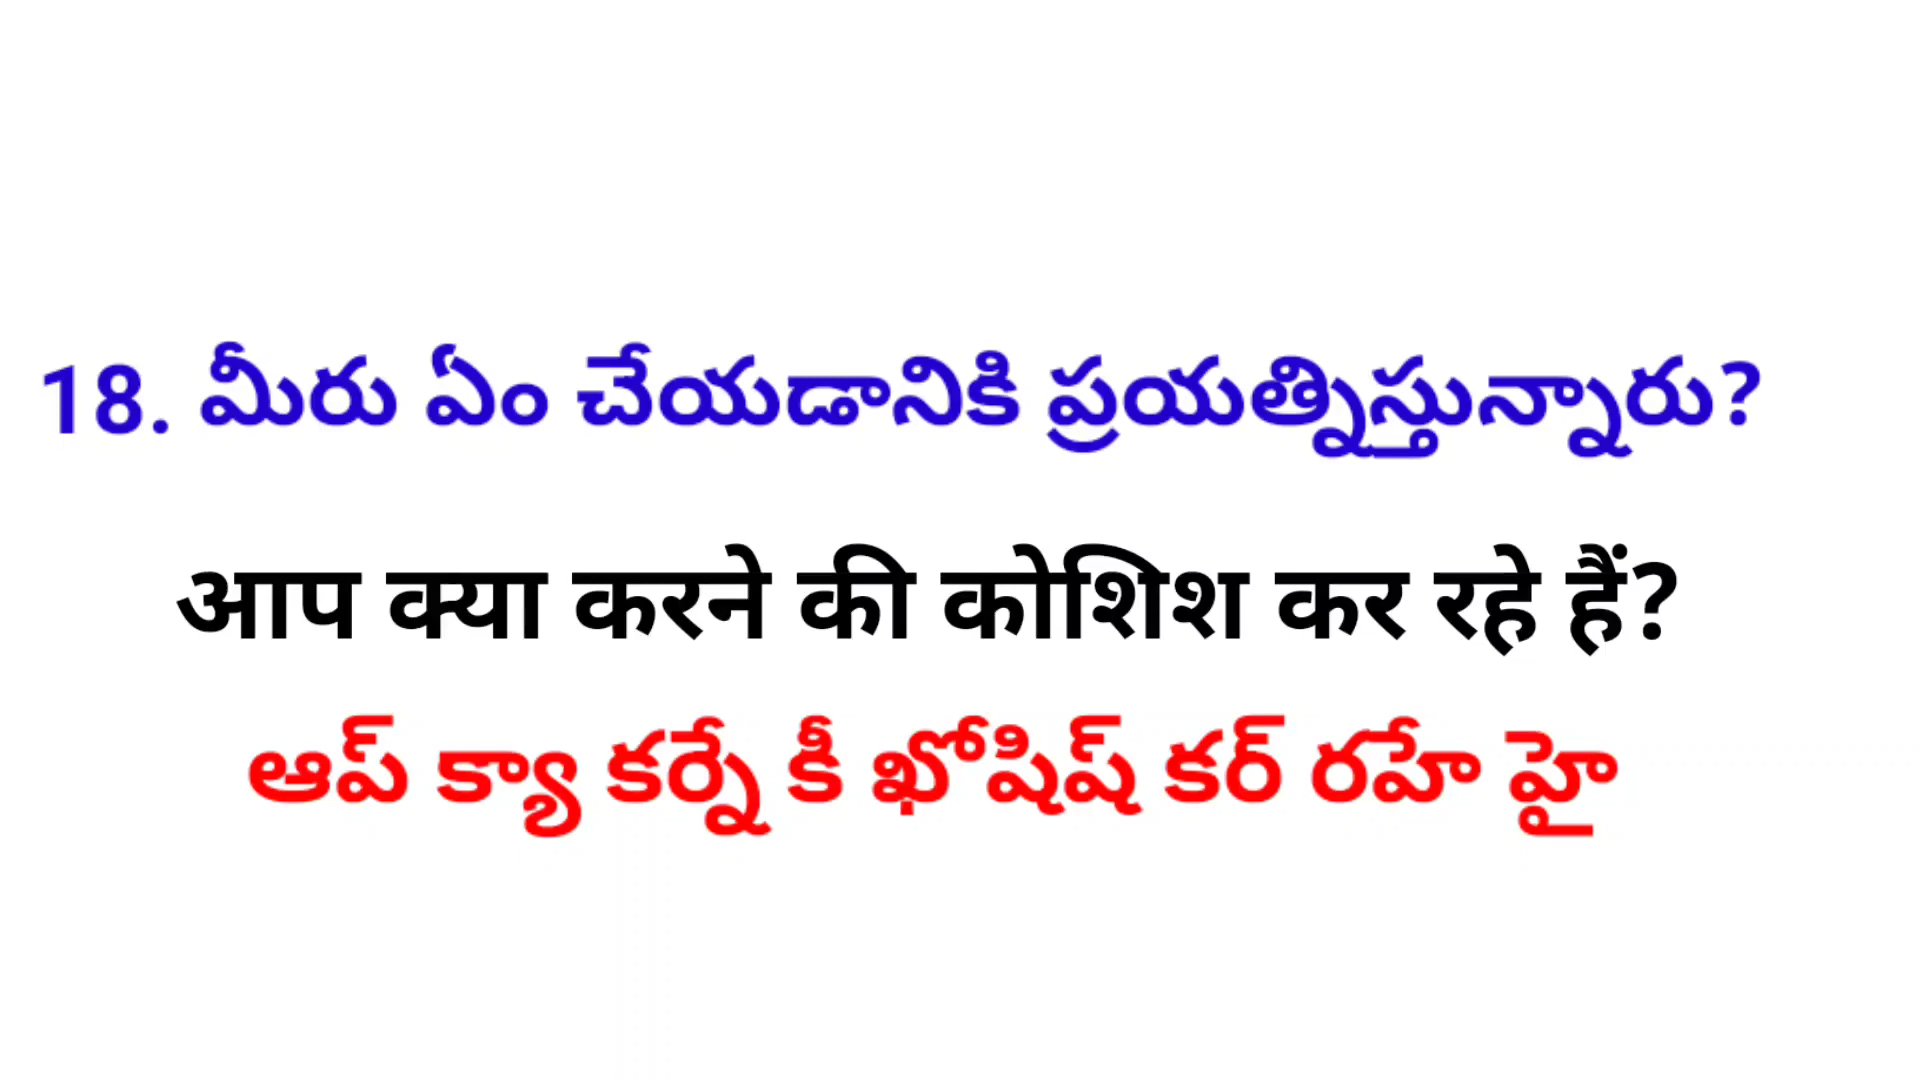 18. మీరు ఏం చేయడానికి ప్రయత్నిస్తున్నారు?
आप क्या करने की कोशिश कर रहे हैं?
ఆప్ క్యా కర్నే కీ ఖోషిష్ కర్ రహే హై